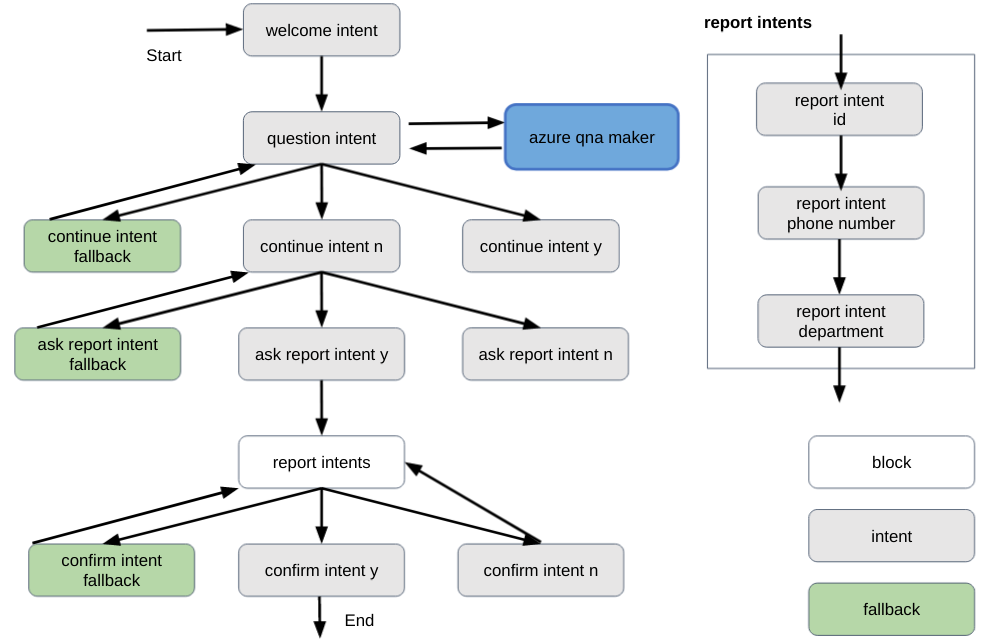 welcome intent
Start
question intent
azure qna maker
continue intent
fallback
continue intent n
continue intent y
ask report intent
fallback
ask report intent y
ask report intent n
report intents
confirm intent
fallback
confirm intent y
confirm intent n
End
report intents
report intent
id
report intent
phone number
report intent
department
block
intent
fallback